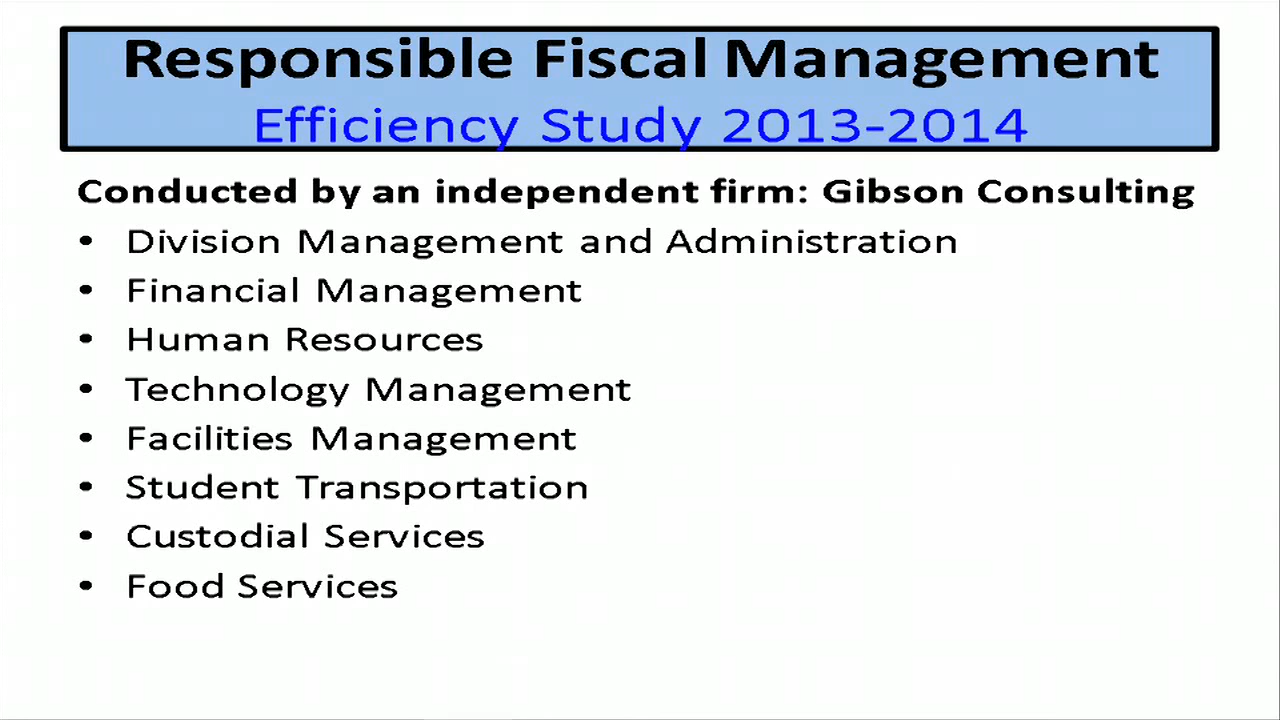 Responsible Fiscal Management
Efficiency Study 2013-2014
Conducted by an independent firm: Gibson Consulting
• Division Management and Administration
• Financial Management
• Human Resources
• Technology Management
• Facilities Management
• Student Transportation
• Custodial Services
• Food Services